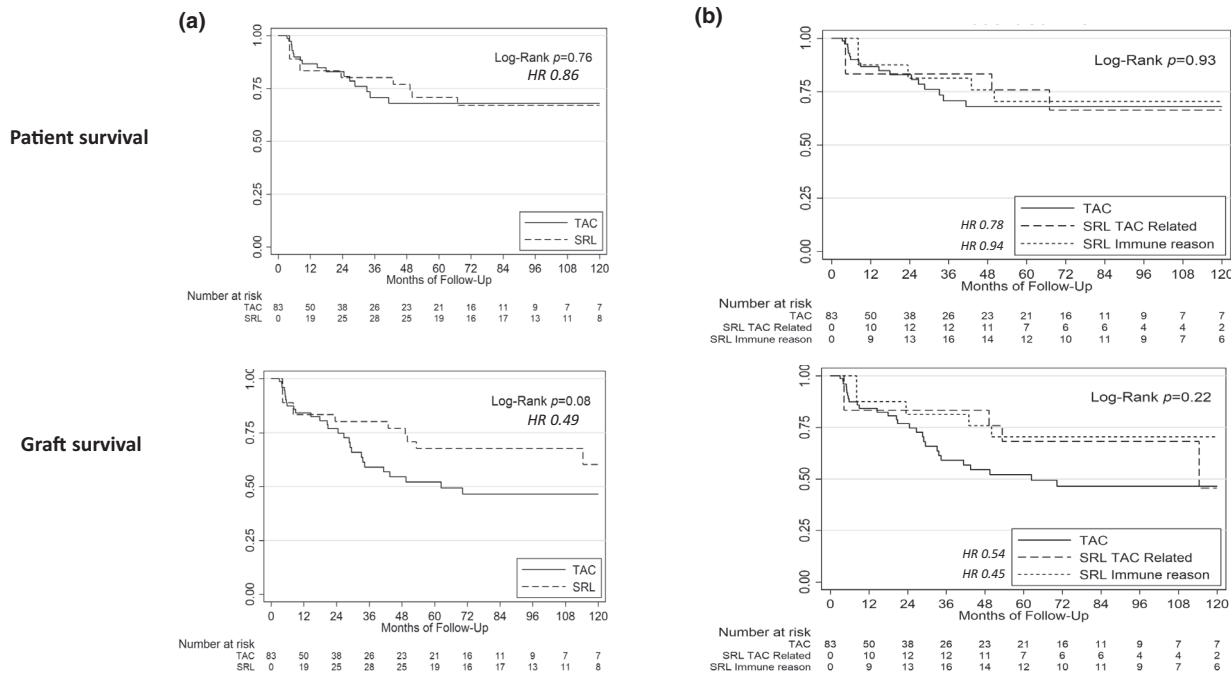 (a)
(b)
Patient survival
1.00
0.75
0.50
0.25
0.00
Log-Rank p=0.76
HR 0.86
TAC
SRL
0 12 24 36 48 60 72 84 96 108 120
Months of Follow-Up
Number at risk
TAC 83 50 38 26 23 21 16 11 9 7 7
SRL 0 19 25 28 25 19 16 17 13 11 8
1.00
0.75
0.50
0.25
0.00
Log-Rank p=0.93
HR 0.78
HR 0.94
TAC
SRL TAC Related
SRL Immune reason
0 12 24 36 48 60 72 84 96 108 120
Months of Follow-Up
Number at risk
TAC 83 50 38 26 23 21 16 11 9 7 7
SRL TAC Related 0 10 12 12 11 7 6 6 4 4 2
SRL Immune reason 0 9 13 16 14 12 10 11 9 7 6
Graft survival
1.00
0.75
0.50
0.25
0.00
Log-Rank p=0.08
HR 0.49
TAC
SRL
0 12 24 36 48 60 72 84 96 108 120
Months of Follow-Up
Number at risk
TAC 83 50 38 26 23 21 16 11 9 7 7
SRL 0 19 25 28 25 19 16 17 13 11 8
1.00
0.75
0.50
0.25
0.00
Log-Rank p=0.22
HR 0.54
HR 0.45
TAC
SRL TAC Related
SRL Immune reason
0 12 24 36 48 60 72 84 96 108 120
Months of Follow-Up
Number at risk
TAC 83 50 38 26 23 21 16 11 9 7 7
SRL TAC Related 0 10 12 12 11 7 6 6 4 4 2
SRL Immune reason 0 9 13 16 14 12 10 11 9 7 6